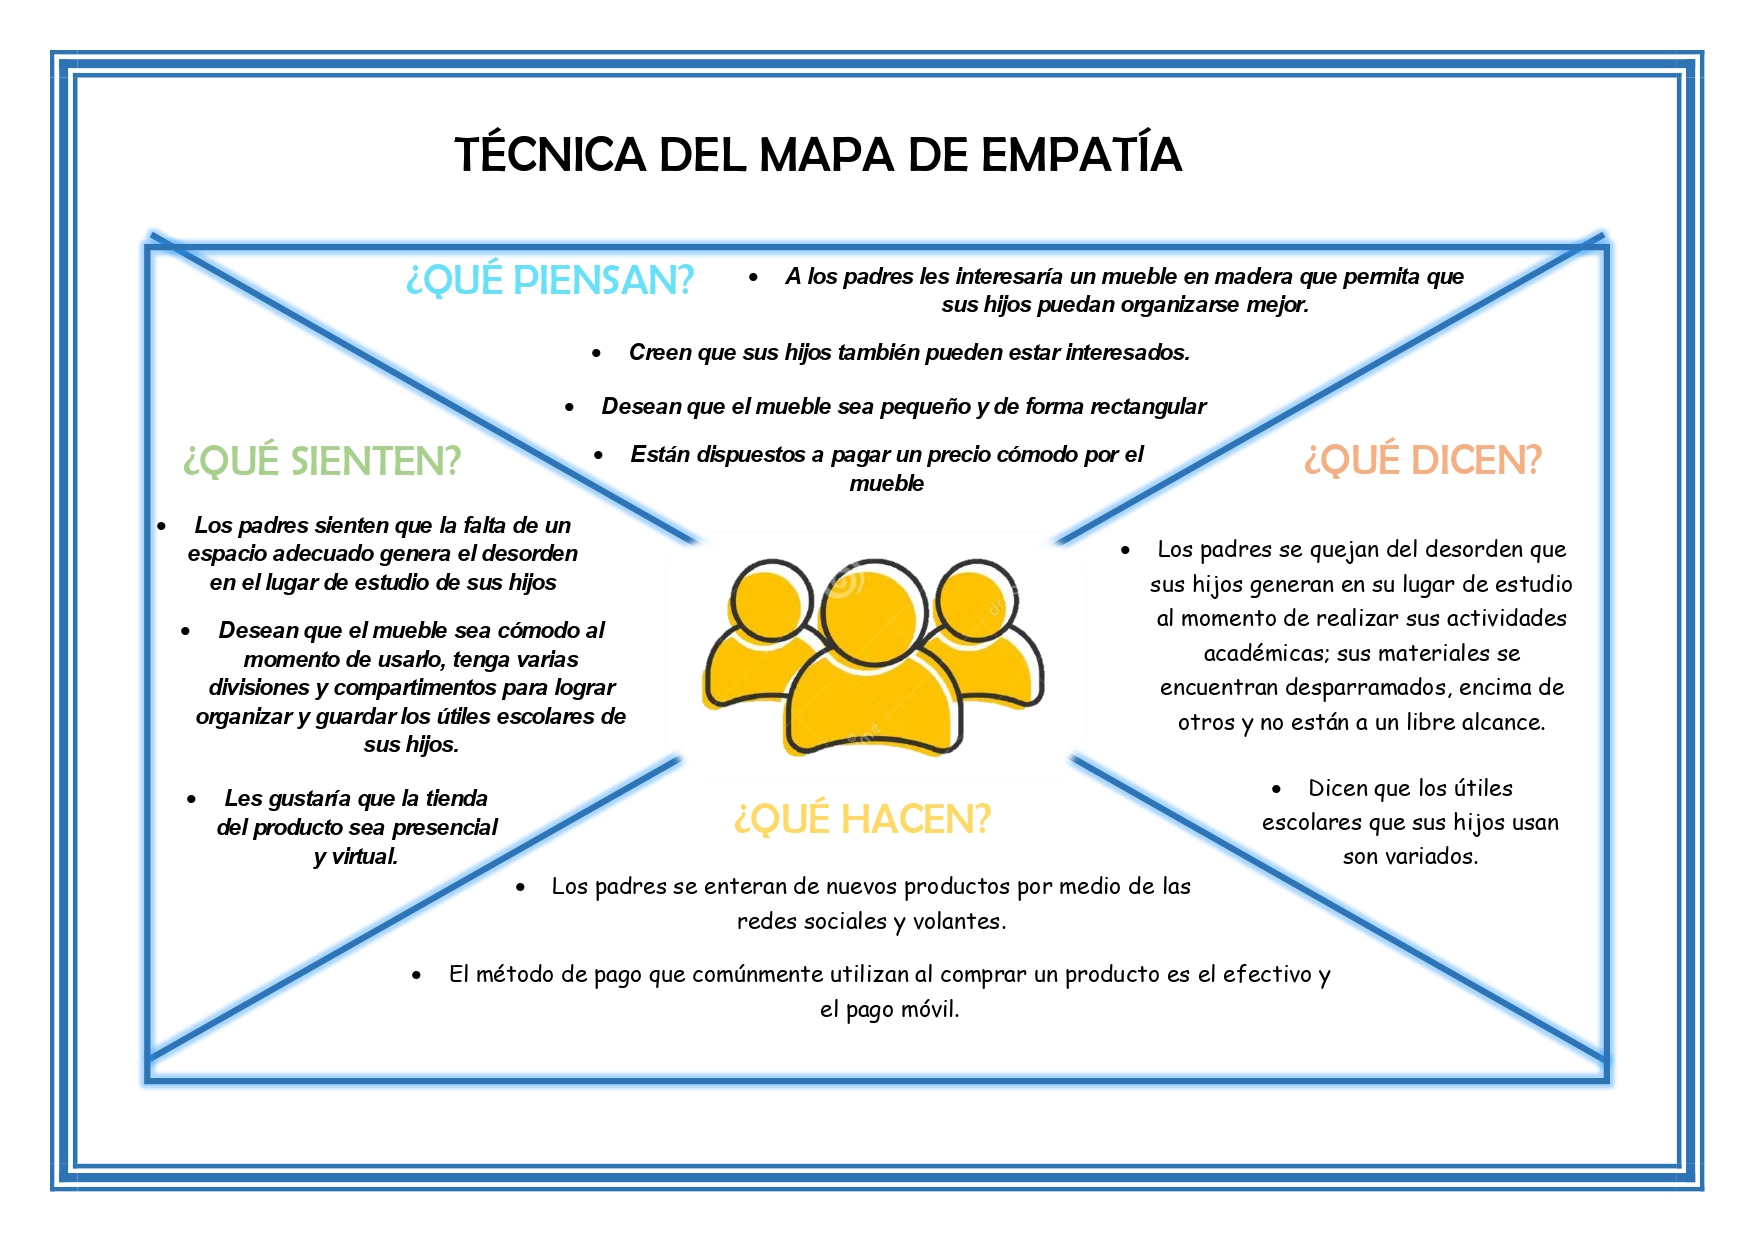 TÉCNICA DEL MAPA DE EMPATÍA
¿QUÉ PIENSAN?
• A los padres les interesaría un mueble en madera que permita que
sus hijos puedan organizarse mejor.
• Creen que sus hijos también pueden estar interesados.
• Desean que el mueble sea pequeño y de forma rectangular
• Están dispuestos a pagar un precio cómodo por el
mueble
¿QUÉ SIENTEN?
• Los padres sienten que la falta de un
espacio adecuado genera el desorden
en el lugar de estudio de sus hijos
• Desean que el mueble sea cómodo al
momento de usarlo, tenga varias
divisiones y compartimentos para lograr
organizar y guardar los útiles escolares de
sus hijos.
• Les gustaría que la tienda
del producto sea presencial
y virtual.
¿QUÉ DICEN?
• Los padres se quejan del desorden que
sus hijos generan en su lugar de estudio
al momento de realizar sus actividades
académicas; sus materiales se
encuentran desparramados, encima de
otros y no están a un libre alcance.
• Dicen que los útiles
escolares que sus hijos usan
son variados.
¿QUÉ HACEN?
• Los padres se enteran de nuevos productos por medio de las
redes sociales y volantes.
• El método de pago que comúnmente utilizan al comprar un producto es el efectivo y
el pago móvil.